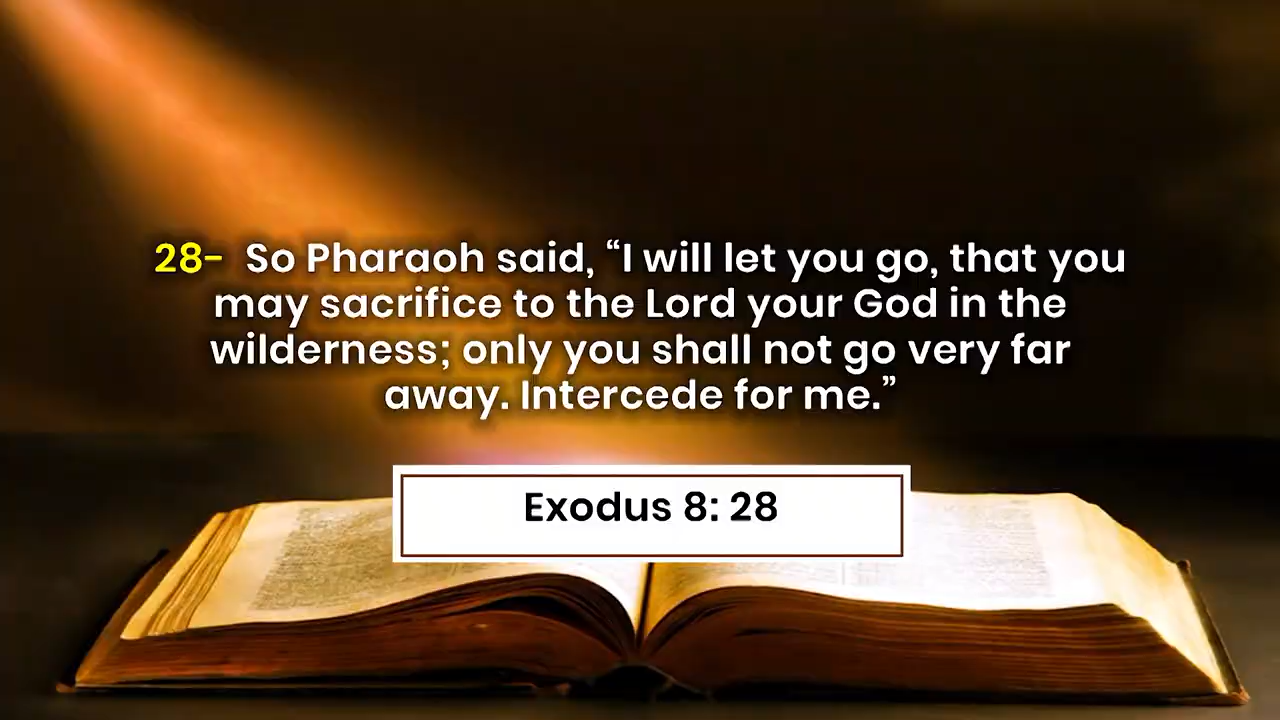 28- So Pharaoh said, “I will let you go, that you
may sacrifice to the Lord your God in the
wilderness; only you shall not go very far
away. Intercede for me.”
Exodus 8: 28